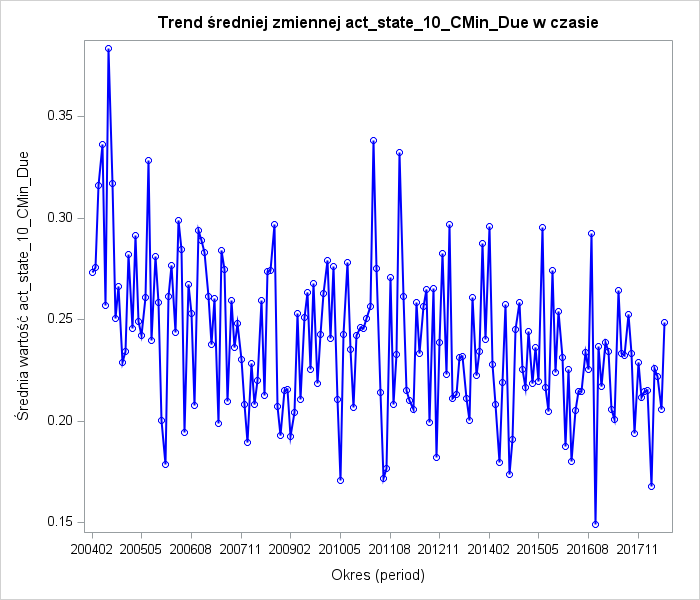 Trend średniej zmiennej act_state_10_CMin_Due w czasie
Średnia wartość act_state_10_CMin_Due
0.35
0.30
0.25
0.20
0.15
200402 200505 200608 200711 200902 201005 201108 201211 201402 201505 201608 201711
Okres (period)